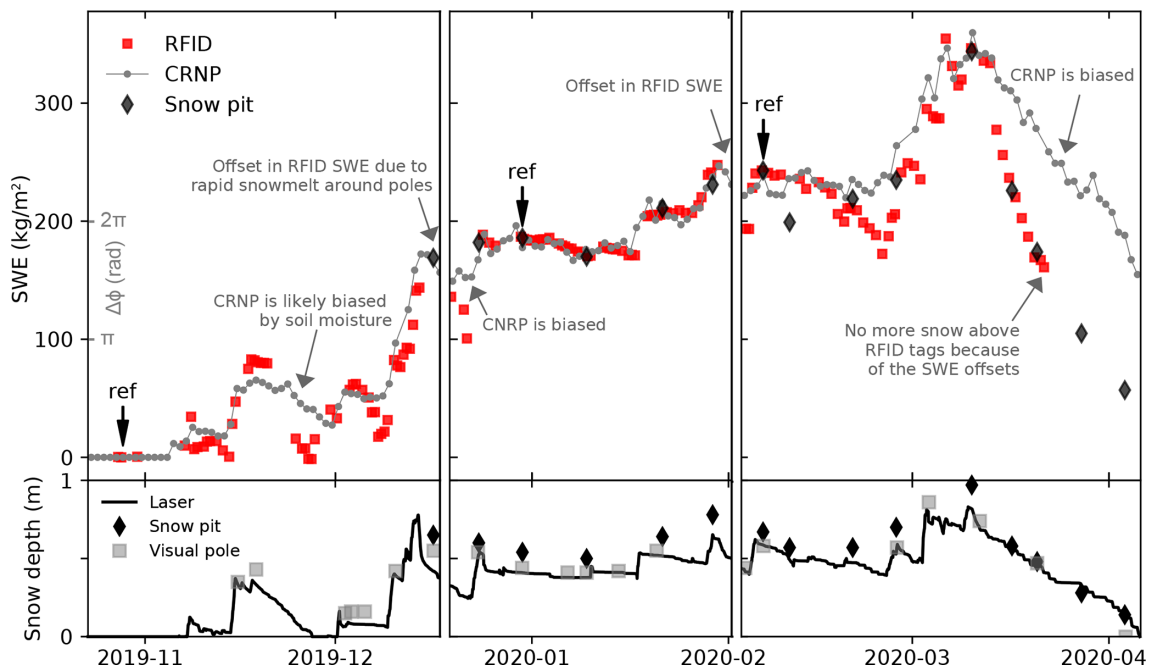 RFID
CRNP
Snow pit
Offset in RFID SWE due to
rapid snowmelt around poles
CRNP is likely biased
by soil moisture
ref
SWE (kg/m²)
300
200
100
0
2π
Δϕ (rad)
π
Offset in RFID SWE
ref
CNRP is biased
ref
CRNP is biased
No more snow above
RFID tags because
of the SWE offsets
Snow depth (m)
1
0
Laser
Snow pit
Visual pole
2019-11
2019-12
2020-01
2020-02
2020-03
2020-04